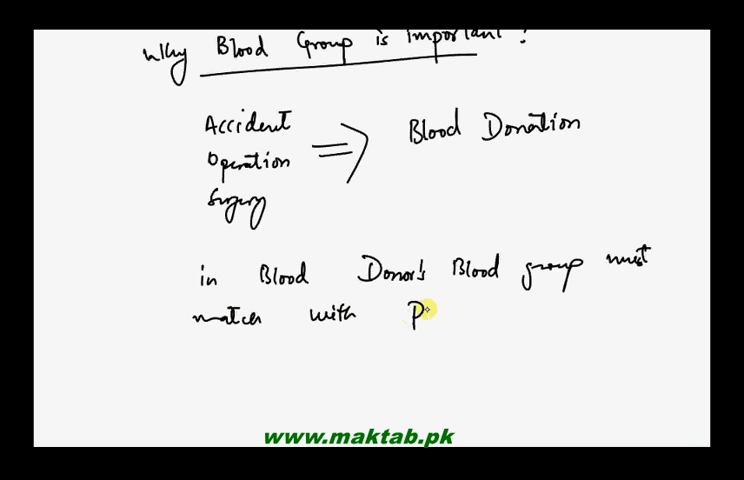 Why Blood Group is Important?
Accident
Operation
Surgery
Blood Donation
in Blood Donor's Blood group must
match with P
www.maktab.pk